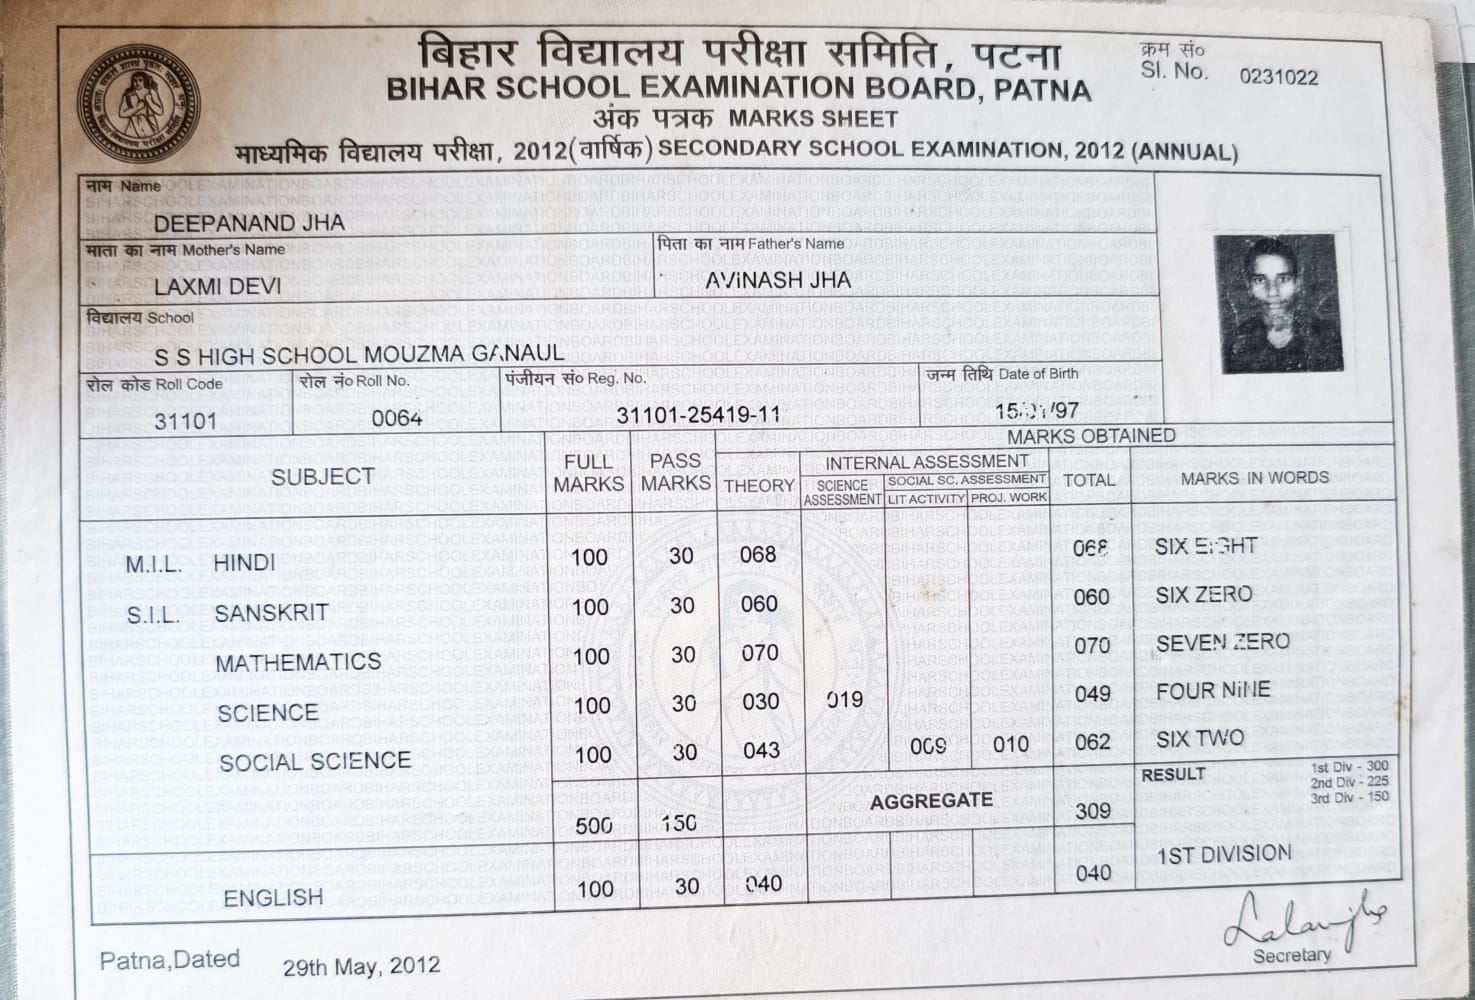 बिहार विद्यालय परीक्षा समिति, पटना
क्रम सं०
BIHAR SCHOOL EXAMINATION BOARD, PATNA
Sl. No. 0231022
अंक पत्रक MARKS SHEET
माध्यमिक विद्यालय परीक्षा, 2012(वार्षिक) SECONDARY SCHOOL EXAMINATION, 2012 (ANNUAL)
नाम Name
DEEPANAND JHA
माता का नाम Mother's Name पिता का नाम Father's Name
LAXMI DEVI AVINASH JHA
विद्यालय School
S S HIGH SCHOOL MOUZMA GANAUL
रोल कोड Roll Code रोल नं० Roll No. पंजीयन सं० Reg. No. जन्म तिथि Date of Birth
31101 0064 31101-25419-11
MARKS OBTAINED
SUBJECT FULL MARKS PASS MARKS THEORY INTERNAL ASSESSMENT TOTAL MARKS IN WORDS
SCIENCE ASSESSMENT SOCIAL SC. ASSESSMENT
LIT ACTIVITY PROJ. WORK
M.I.L. HINDI 100 30 068 068 SIX EIGHT
S.I.L. SANSKRIT 100 30 060 060 SIX ZERO
MATHEMATICS 100 30 070 070 SEVEN ZERO
SCIENCE 100 30 030 019 049 FOUR NINE
SOCIAL SCIENCE 100 30 043 009 010 062 SIX TWO
RESULT 1st Div - 300
2nd Div - 225
3rd Div - 150
500 150 AGGREGATE 309
1ST DIVISION
ENGLISH 100 30 040 040
Patna,Dated 29th May, 2012
Secretary